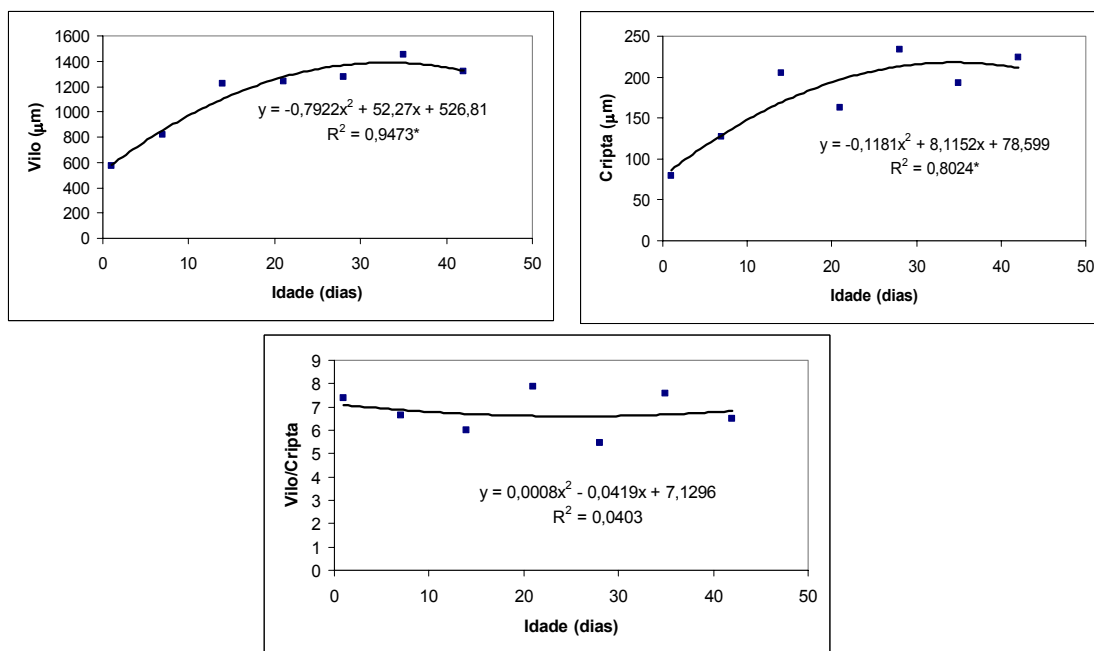 1600
1400
1200
1000
800
600
400
200
0
Vilo (μm)
y = -0,7922x² + 52,27x + 526,81
R² = 0,9473*
0 10 20 30 40 50
Idade (dias)
250
200
150
100
50
0
Cripta (μm)
y = -0,1181x² + 8,1152x + 78,599
R² = 0,8024*
0 10 20 30 40 50
Idade (dias)
9
8
7
6
5
4
3
2
1
0
Vilo/Cripta
y = 0,0008x² - 0,0419x + 7,1296
R² = 0,0403
0 10 20 30 40 50
Idade (dias)